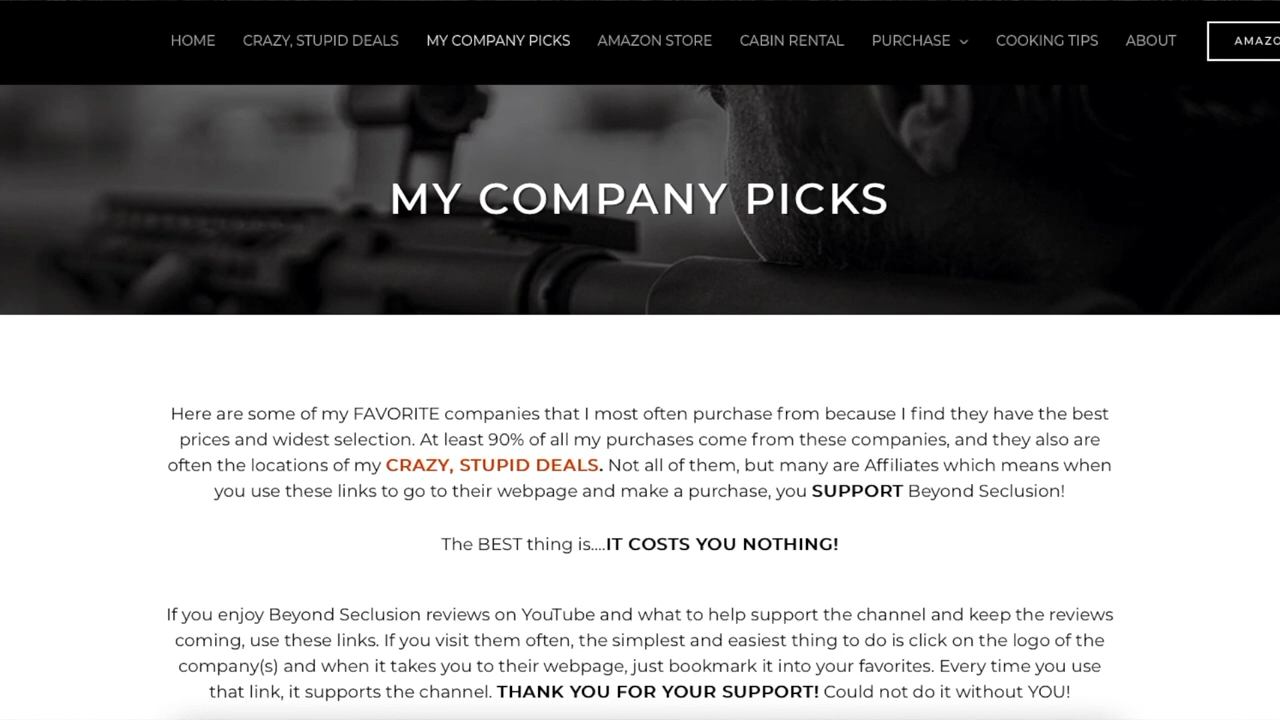 HOME CRAZY, STUPID DEALS MY COMPANY PICKS AMAZON STORE CABIN RENTAL PURCHASE COOKING TIPS ABOUT AMAZO
MY COMPANY PICKS
Here are some of my FAVORITE companies that I most often purchase from because I find they have the best
prices and widest selection. At least 90% of all my purchases come from these companies, and they also are
often the locations of my CRAZY, STUPID DEALS. Not all of them, but many are Affiliates which means when
you use these links to go to their webpage and make a purchase, you SUPPORT Beyond Seclusion!
The BEST thing is....IT COSTS YOU NOTHING!
If you enjoy Beyond Seclusion reviews on YouTube and what to help support the channel and keep the reviews
coming, use these links. If you visit them often, the simplest and easiest thing to do is click on the logo of the
company(s) and when it takes you to their webpage, just bookmark it into your favorites. Every time you use
that link, it supports the channel. THANK YOU FOR YOUR SUPPORT! Could not do it without YOU!